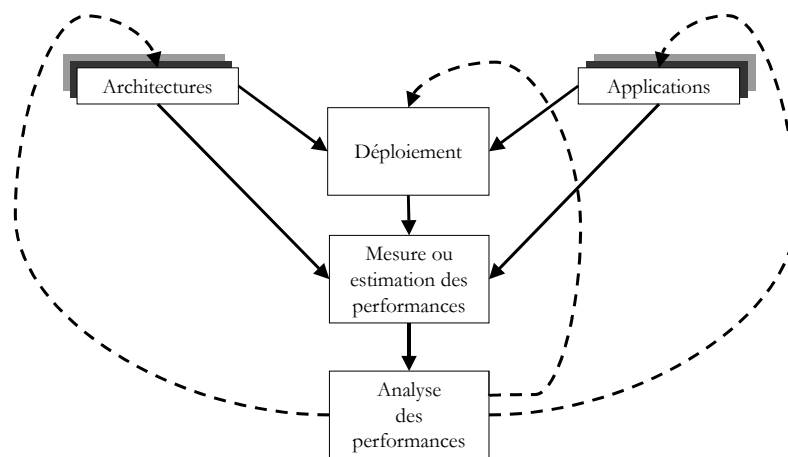 Architectures
Applications
Déploiement
Mesure ou
estimation des
performances
Analyse
des
performances